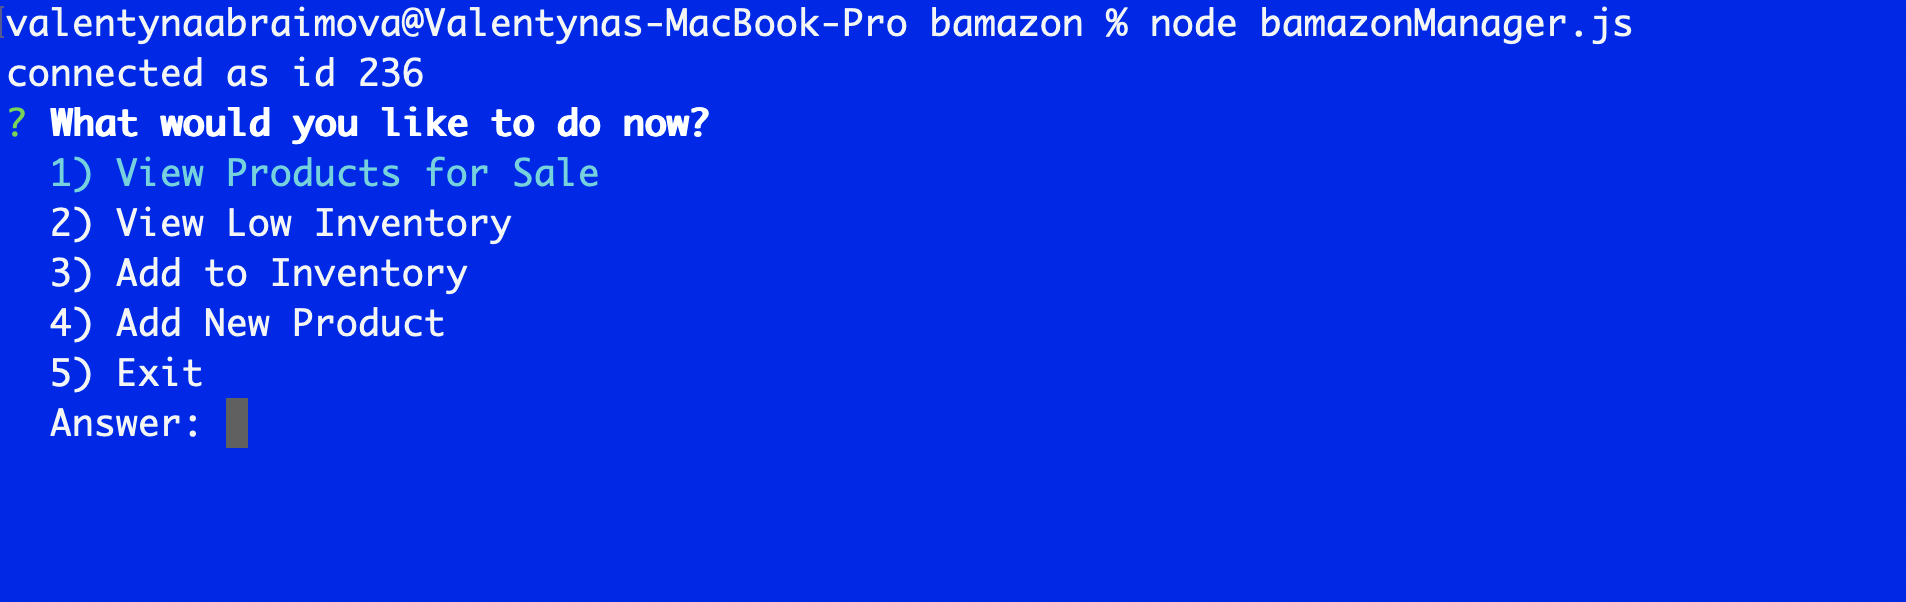 valentynaabraimova@Valentynas-MacBook-Pro bamazon % node bamazonManager.js
connected as id 236
? What would you like to do now?
1) View Products for Sale
2) View Low Inventory
3) Add to Inventory
4) Add New Product
5) Exit
Answer: